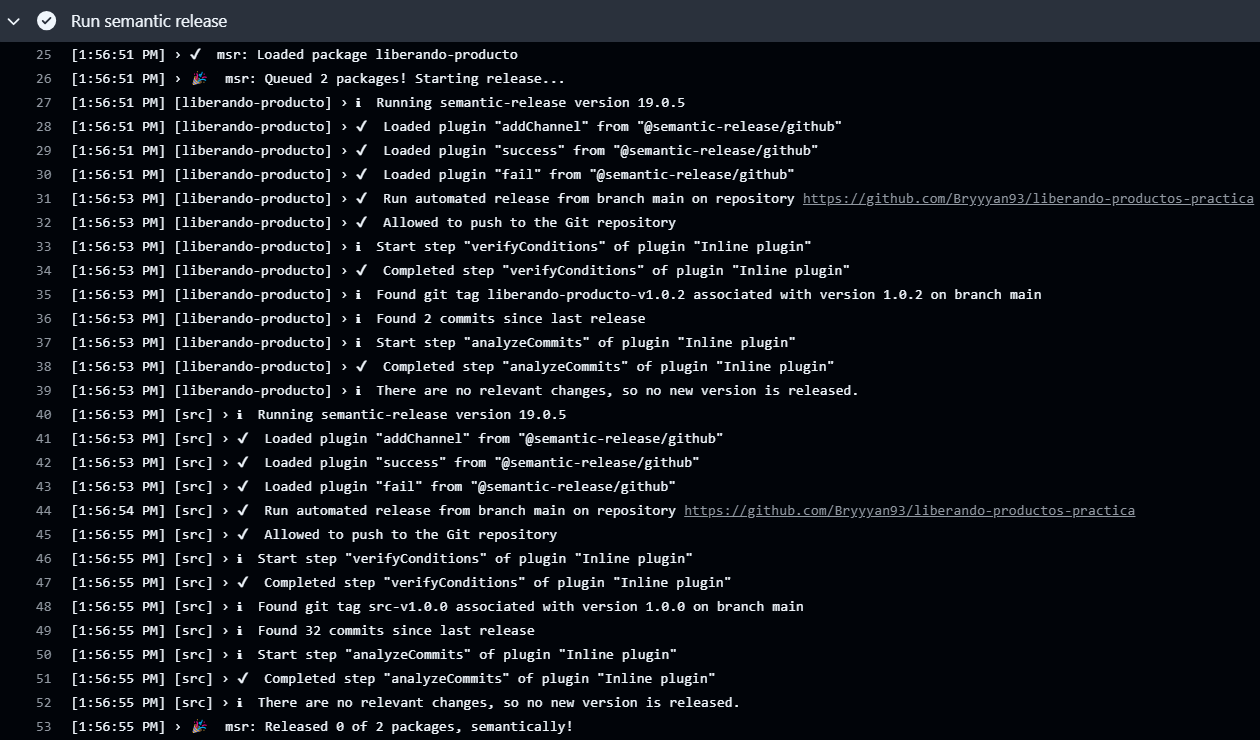 Run semantic release
25 [1:56:51 PM] › ✔ msr: Loaded package liberando-producto
26 [1:56:51 PM] › 🎉 msr: Queued 2 packages! Starting release...
27 [1:56:51 PM] [liberando-producto] › ℹ Running semantic-release version 19.0.5
28 [1:56:51 PM] [liberando-producto] › ✔ Loaded plugin "addChannel" from "@semantic-release/github"
29 [1:56:51 PM] [liberando-producto] › ✔ Loaded plugin "success" from "@semantic-release/github"
30 [1:56:51 PM] [liberando-producto] › ✔ Loaded plugin "fail" from "@semantic-release/github"
31 [1:56:51 PM] [liberando-producto] › ✔ Run automated release from branch main on repository https://github.com/Bryyyan93/liberando-productos-practica
32 [1:56:53 PM] [liberando-producto] › ✔ Allowed to push to the Git repository
33 [1:56:53 PM] [liberando-producto] › ℹ Start step "verifyConditions" of plugin "Inline plugin"
34 [1:56:53 PM] [liberando-producto] › ✔ Completed step "verifyConditions" of plugin "Inline plugin"
35 [1:56:53 PM] [liberando-producto] › ℹ Found git tag liberando-producto-v1.0.2 associated with version 1.0.2 on branch main
36 [1:56:53 PM] [liberando-producto] › ℹ Found 2 commits since last release
37 [1:56:53 PM] [liberando-producto] › ℹ Start step "analyzeCommits" of plugin "Inline plugin"
38 [1:56:53 PM] [liberando-producto] › ✔ Completed step "analyzeCommits" of plugin "Inline plugin"
39 [1:56:53 PM] [liberando-producto] › ℹ There are no relevant changes, so no new version is released.
40 [1:56:53 PM] [src] › ℹ Running semantic-release version 19.0.5
41 [1:56:53 PM] [src] › ✔ Loaded plugin "addChannel" from "@semantic-release/github"
42 [1:56:53 PM] [src] › ✔ Loaded plugin "success" from "@semantic-release/github"
43 [1:56:53 PM] [src] › ✔ Loaded plugin "fail" from "@semantic-release/github"
44 [1:56:54 PM] [src] › ✔ Run automated release from branch main on repository https://github.com/Bryyyan93/liberando-productos-practica
45 [1:56:55 PM] [src] › ✔ Allowed to push to the Git repository
46 [1:56:55 PM] [src] › ℹ Start step "verifyConditions" of plugin "Inline plugin"
47 [1:56:55 PM] [src] › ✔ Completed step "verifyConditions" of plugin "Inline plugin"
48 [1:56:55 PM] [src] › ℹ Found git tag src-v1.0.0 associated with version 1.0.0 on branch main
49 [1:56:55 PM] [src] › ℹ Found 32 commits since last release
50 [1:56:55 PM] [src] › ℹ Start step "analyzeCommits" of plugin "Inline plugin"
51 [1:56:55 PM] [src] › ✔ Completed step "analyzeCommits" of plugin "Inline plugin"
52 [1:56:55 PM] [src] › ℹ There are no relevant changes, so no new version is released.
53 [1:56:55 PM] › 🎉 msr: Released 0 of 2 packages, semantically!